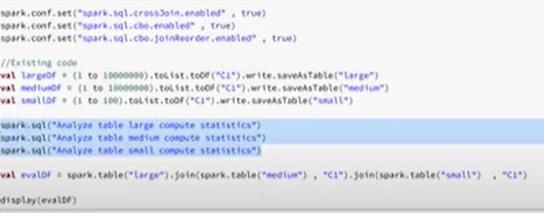 spark.conf.set("spark.sql.crossJoin.enabled" , true)
spark.conf.set("spark.sql.cbo.enabled" , true)
spark.conf.set("spark.sql.cbo.joinReorder.enabled" , true)
//Existing code
val largeDf = (1 to 10000000).toList.toDF("C1").write.saveAsTable("large")
val mediumDf = (1 to 1000000).toList.toDF("C1").write.saveAsTable("medium")
val smallDf = (1 to 100).toList.toDF("C1").write.saveAsTable("small")
spark.sql("Analyze table large compute statistics")
spark.sql("Analyze table medium compute statistics")
spark.sql("Analyze table small compute statistics")
val evalDF = spark.table("large").join(spark.table("medium") , "C1").join(spark.table("small") , "C1")
display(evalDF)